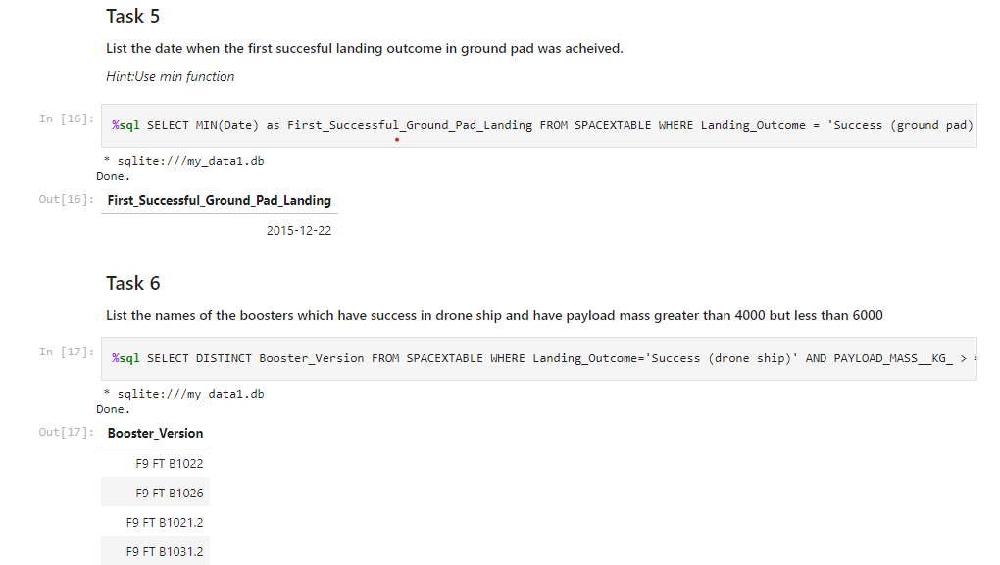 Task 5
List the date when the first succesful landing outcome in ground pad was acheived.
Hint:Use min function
In [16]: %sql SELECT MIN(Date) as First_Successful_Ground_Pad_Landing FROM SPACEXTABLE WHERE Landing_Outcome = 'Success (ground pad)
* sqlite:///my_data1.db
Done.
Out[16]: First_Successful_Ground_Pad_Landing
2015-12-22
Task 6
List the names of the boosters which have success in drone ship and have payload mass greater than 4000 but less than 6000
In [17]: %sql SELECT DISTINCT Booster_Version FROM SPACEXTABLE WHERE Landing_Outcome='Success (drone ship)' AND PAYLOAD_MASS__KG_ >
* sqlite:///my_data1.db
Done.
Out[17]: Booster_Version
F9 FT B1022
F9 FT B1026
F9 FT B1021.2
F9 FT B1031.2